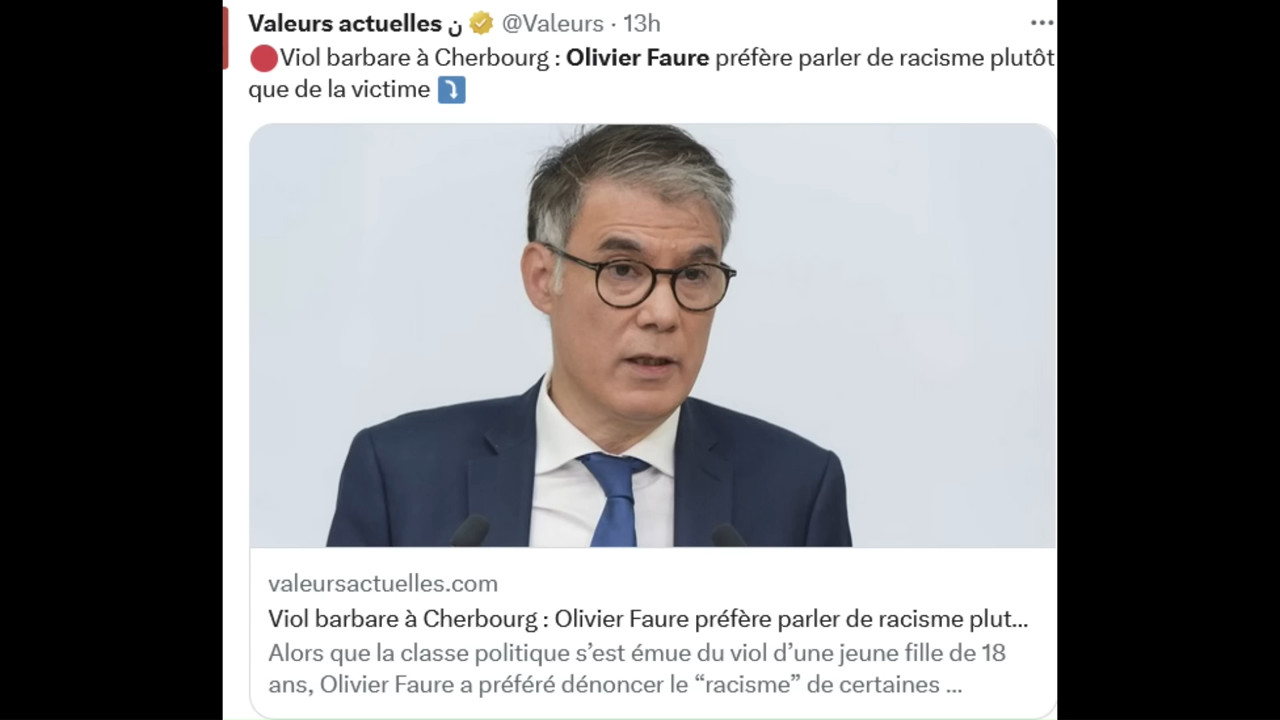 Valeurs actuelles ن @Valeurs · 13h
🔴Viol barbare à Cherbourg : Olivier Faure préfère parler de racisme plutôt
que de la victime ⤵️
valeursactuelles.com
Viol barbare à Cherbourg : Olivier Faure préfère parler de racisme plut...
Alors que la classe politique s’est émue du viol d’une jeune fille de 18
ans, Olivier Faure a préféré dénoncer le “racisme” de certaines ...